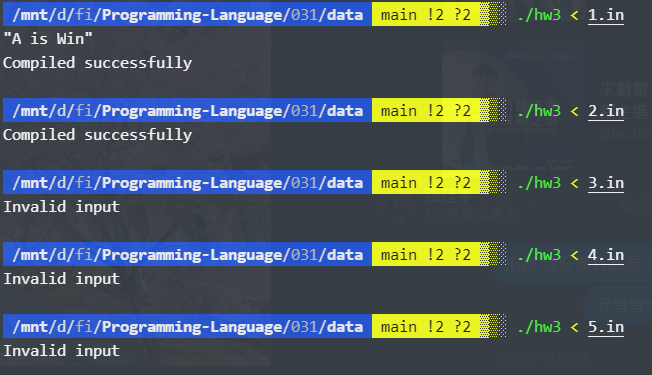 /mnt/d/fi/Programming-Language/031/data main !2 ?2 ./hw3 < 1.in
"A is Win"
Compiled successfully
/mnt/d/fi/Programming-Language/031/data main !2 ?2 ./hw3 < 2.in
Compiled successfully
/mnt/d/fi/Programming-Language/031/data main !2 ?2 ./hw3 < 3.in
Invalid input
/mnt/d/fi/Programming-Language/031/data main !2 ?2 ./hw3 < 4.in
Invalid input
/mnt/d/fi/Programming-Language/031/data main !2 ?2 ./hw3 < 5.in
Invalid input